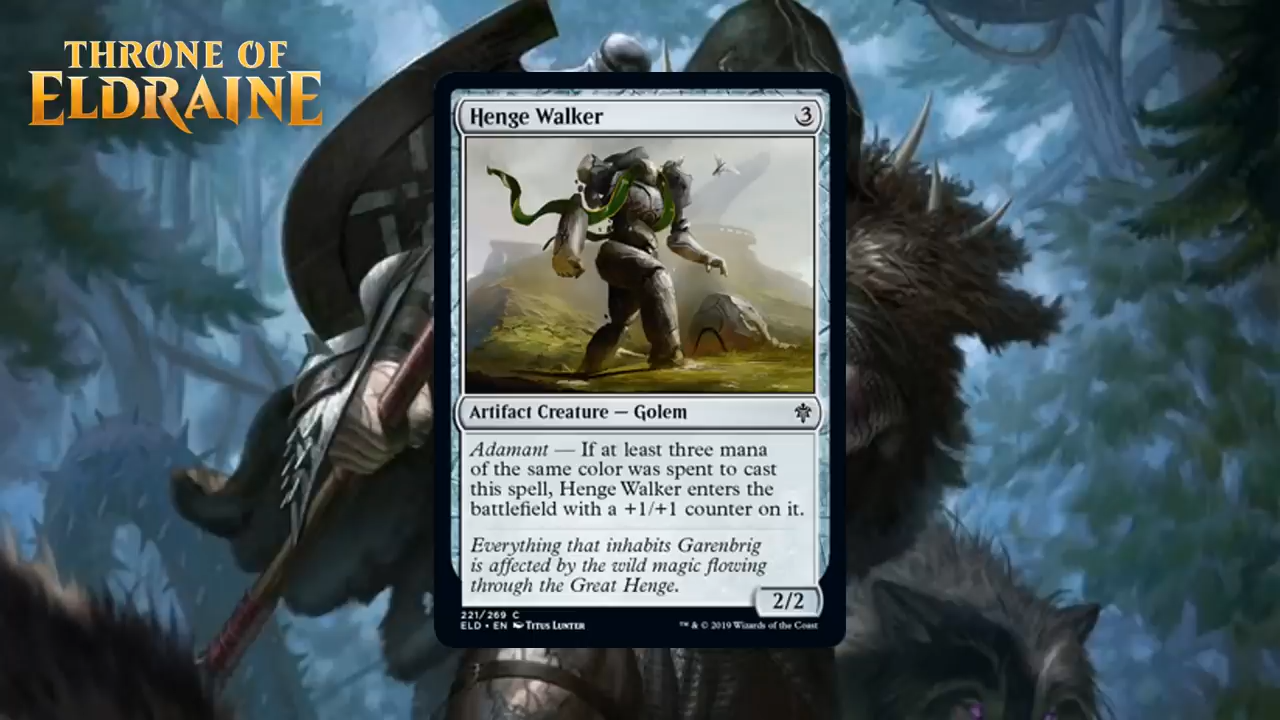 THRONE OF
ELDRAINE
Henge Walker 3
Artifact Creature — Golem
Adamant — If at least three mana
of the same color was spent to cast
this spell, Henge Walker enters the
battlefield with a +1/+1 counter on it.
Everything that inhabits Garenbrig
is affected by the wild magic flowing
through the Great Henge.
2/2
221/269 C
ELD • EN Titus Lunter
™ & © 2019 Wizards of the Coast